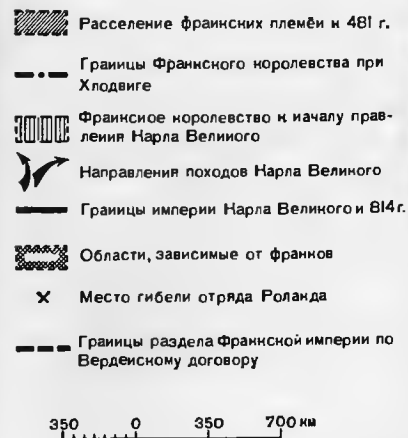 Расселение франкских племён к 481 г.
Границы Франкского королевства при
Хлодвиге
Франкское королевство к началу прав-
ления Карла Великого
Направления походов Карла Великого
Границы империи Карла Великого к 814г.
Области, зависимые от франков
Место гибели отряда Роланда
Границы раздела Франкской империи по
Верденскому договору
350 0 350 700 км